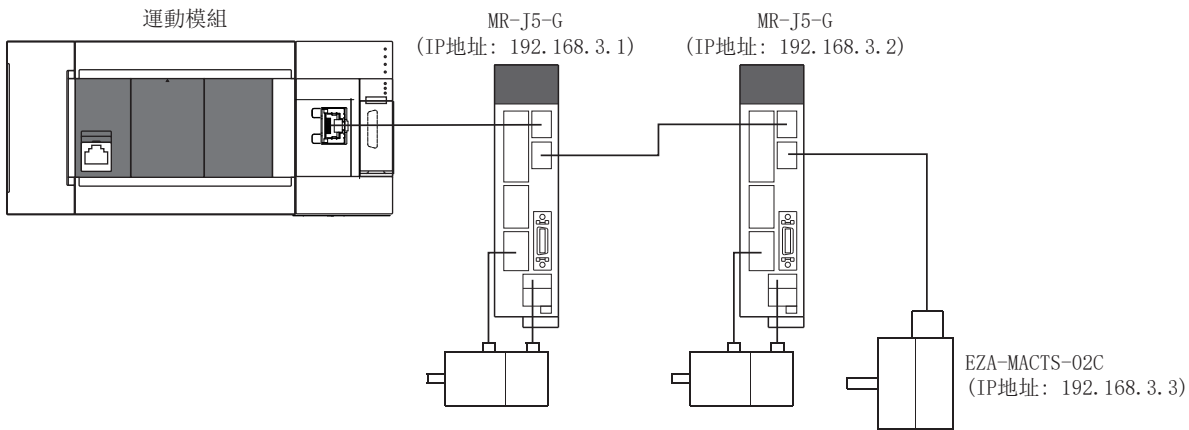 運動模組
MR-J5-G
(IP地址: 192.168.3.1)
MR-J5-G
(IP地址: 192.168.3.2)
EZA-MACTS-02C
(IP地址: 192.168.3.3)